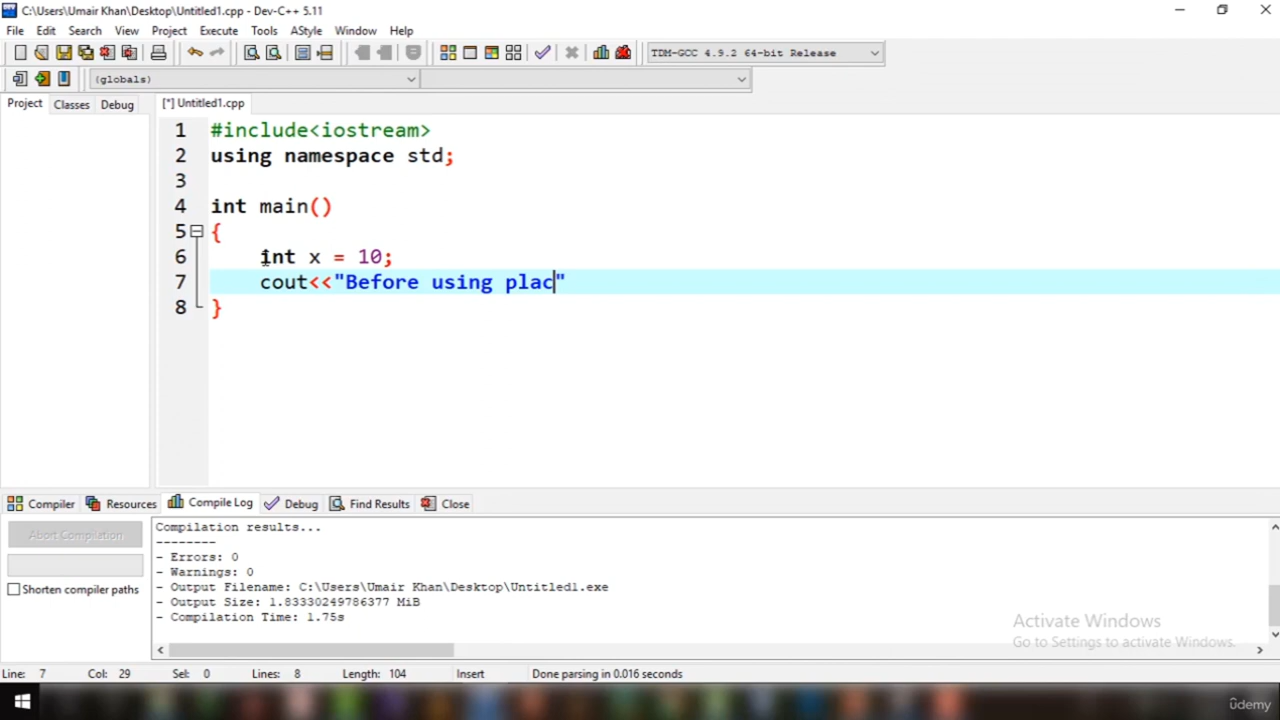 C:\Users\Umair Khan\Desktop\Untitled1.cpp - Dev-C++ 5.11
File Edit Search View Project Execute Tools AStyle Window Help
TDM-GCC 4.9.2 64-bit Release
(globals)
Project Classes Debug [*] Untitled1.cpp
1 #include<iostream>
2 using namespace std;
3
4 int main()
5 {
6 int x = 10;
7 cout<<"Before using plac"
8 }
Compiler Resources Compile Log Debug Find Results Close
Abort Compilation
Shorten compiler paths
Compilation results...
--------
- Errors: 0
- Warnings: 0
- Output Filename: C:\Users\Umair Khan\Desktop\Untitled1.exe
- Output Size: 1.83330249786377 MiB
- Compilation Time: 1.75s
Activate Windows
Go to Settings to activate Windows.
Line: 7 Col: 29 Sel: 0 Lines: 8 Length: 104 Insert Done parsing in 0.016 seconds
ûdemy